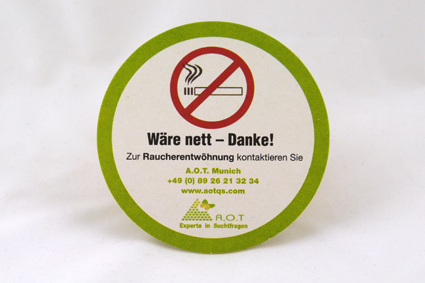 Wäre nett – Danke!
Zur Raucherentwöhnung kontaktieren Sie
A.O.T. Munich
+49 (0) 89 26 21 32 34
www.aotqs.com
A.O.T
Experte in Suchtfragen